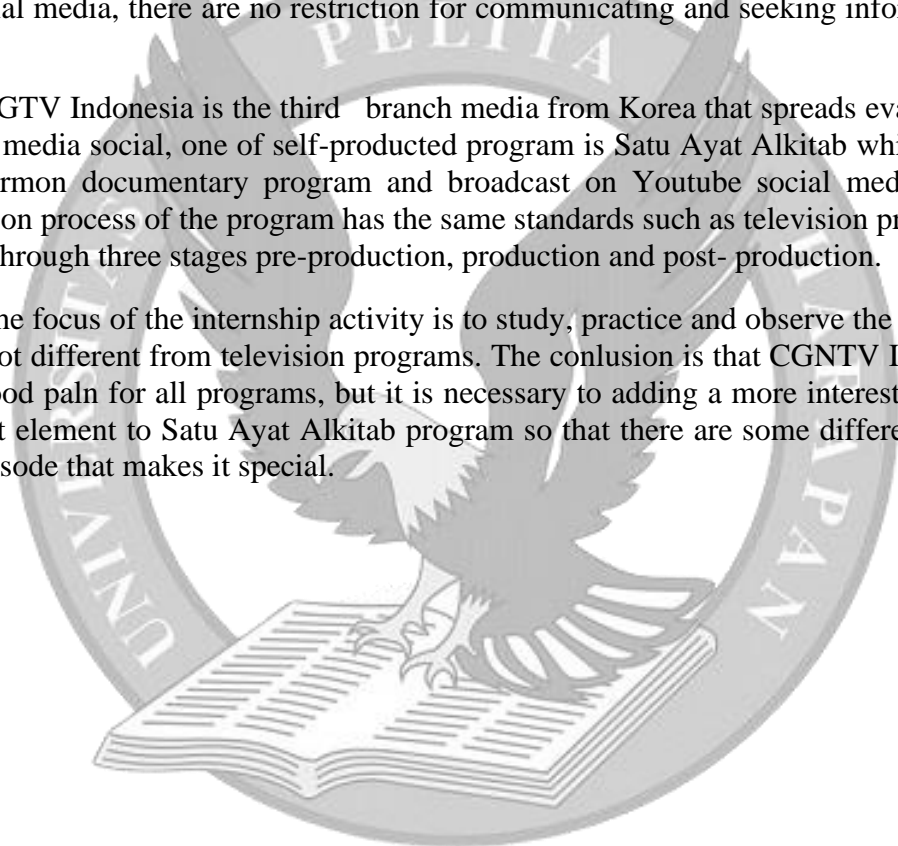 al media, there are no restriction for communicating and seeking infor
GTV Indonesia is the third branch media from Korea that spreads eva
media social, one of self-producted program is Satu Ayat Alkitab whi
rmon documentary program and broadcast on Youtube social med
on process of the program has the same standards such as television pr
hrough three stages pre-production, production and post- production.
ne focus of the internship activity is to study, practice and observe the
ot different from television programs. The conlusion is that CGNTV I
od paln for all programs, but it is necessary to adding a more interest
t element to Satu Ayat Alkitab program so that there are some differe
sode that makes it special.
UNIVERSITAS
PELITA
HARAPAN